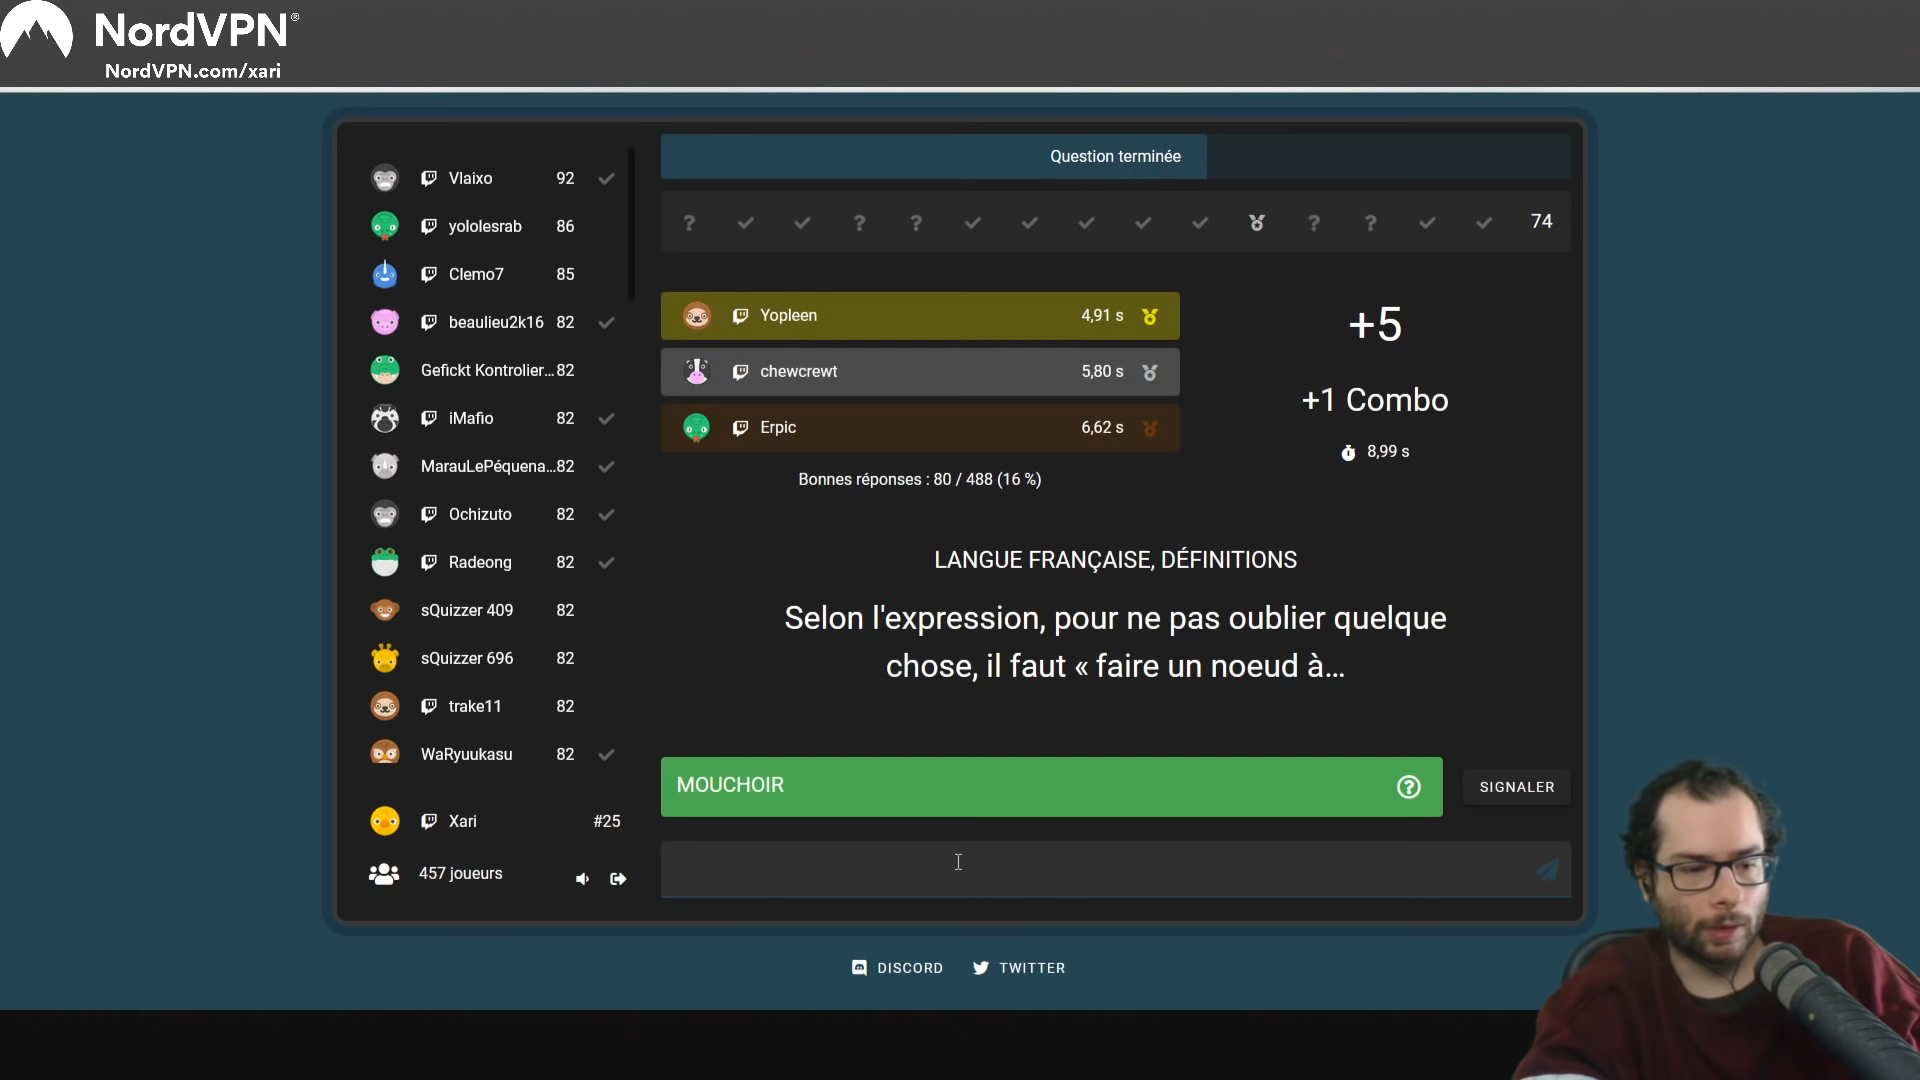 NordVPN®
NordVPN.com/xari
Vlaixo 92
yololesrab 86
Clemo7 85
beaulieu2k16 82
Gefickt Kontrolier... 82
iMafio 82
MarauLePéquena... 82
Ochizuto 82
Radeong 82
sQuizzer 409 82
sQuizzer 696 82
trake11 82
WaRyuukasu 82
Xari #25
457 joueurs
Question terminée
? ? ? ? ? 74
Yopleen 4,91 s
chewcrewt 5,80 s
Erpic 6,62 s
Bonnes réponses : 80 / 488 (16 %)
+5
+1 Combo
8,99 s
LANGUE FRANÇAISE, DÉFINITIONS
Selon l'expression, pour ne pas oublier quelque
chose, il faut « faire un noeud à...
MOUCHOIR ?
SIGNALER
DISCORD TWITTER